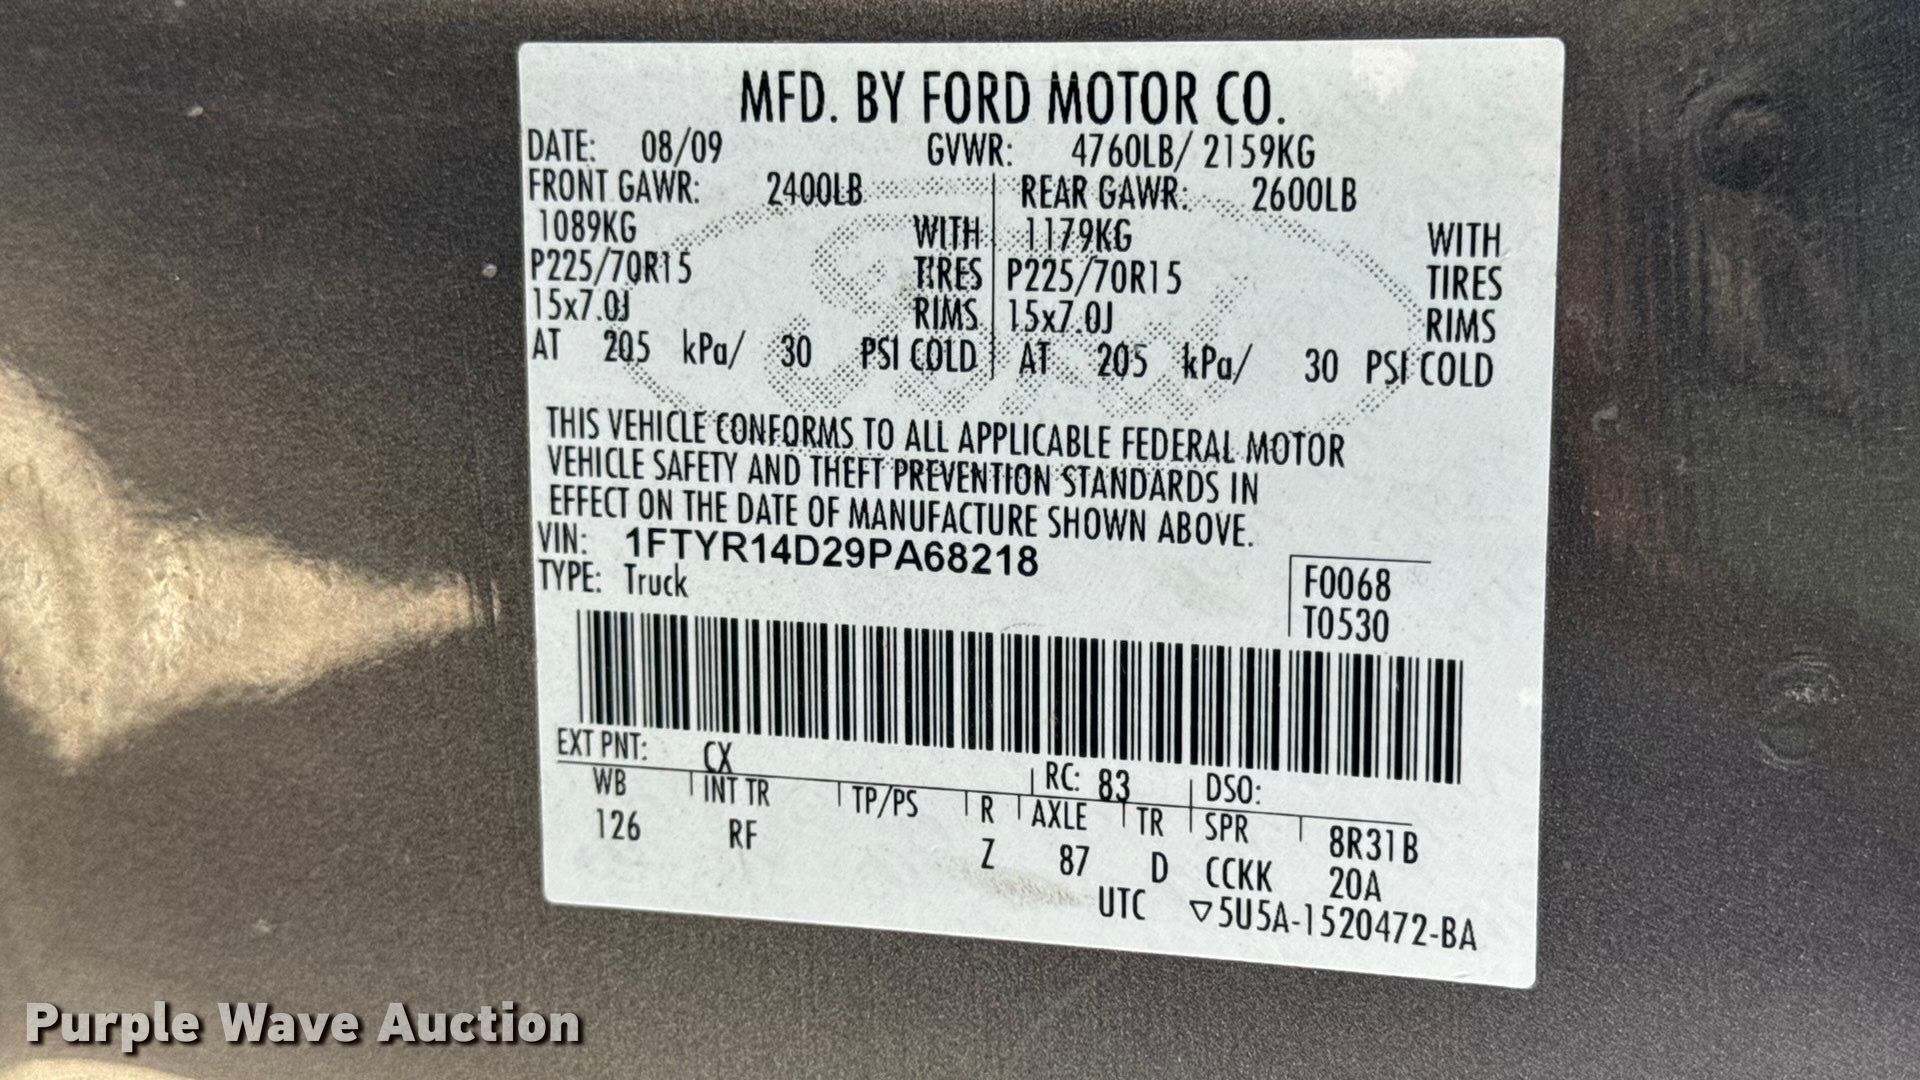 MFD. BY FORD MOTOR CO.
DATE: 08/09 GVWR: 4760LB/ 2159KG
FRONT GAWR: 2400LB REAR GAWR: 2600LB
1089KG WITH 1179KG WITH
P225/70R15 TIRES P225/70R15 TIRES
15x7.0J RIMS 15x7.0J RIMS
AT 205 kPa/ 30 PSI COLD AT 205 kPa/ 30 PSI COLD
THIS VEHICLE CONFORMS TO ALL APPLICABLE FEDERAL MOTOR
VEHICLE SAFETY AND THEFT PREVENTION STANDARDS IN
EFFECT ON THE DATE OF MANUFACTURE SHOWN ABOVE.
VIN: 1FTYR14D29PA68218
TYPE: Truck
F0068
T0530
EXT PNT: CX RC: 83 DSO:
WB INT TR TP/PS R AXLE TR SPR 8R31B
126 RF Z 87 D CCKK 20A
UTC ▽5U5A-1520472-BA
Purple Wave Auction